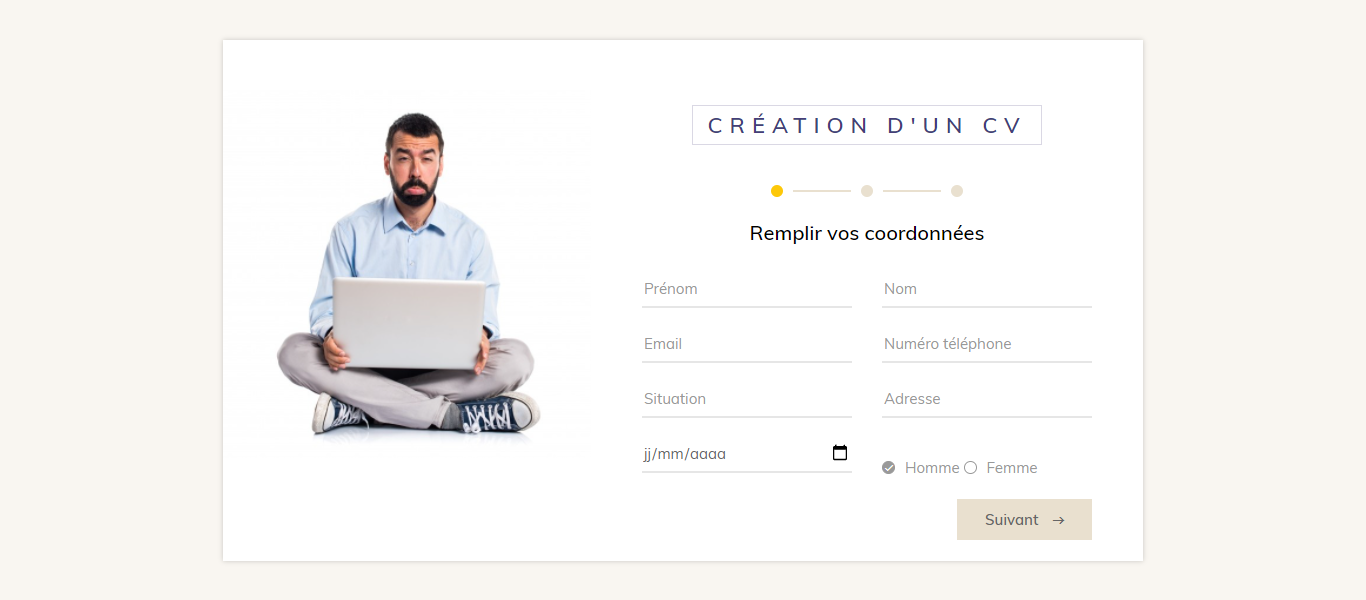 CRÉATION D'UN CV
Remplir vos coordonnées
Prénom Nom
Email Numéro téléphone
Situation Adresse
jj/mm/aaaa
Homme Femme
Suivant →